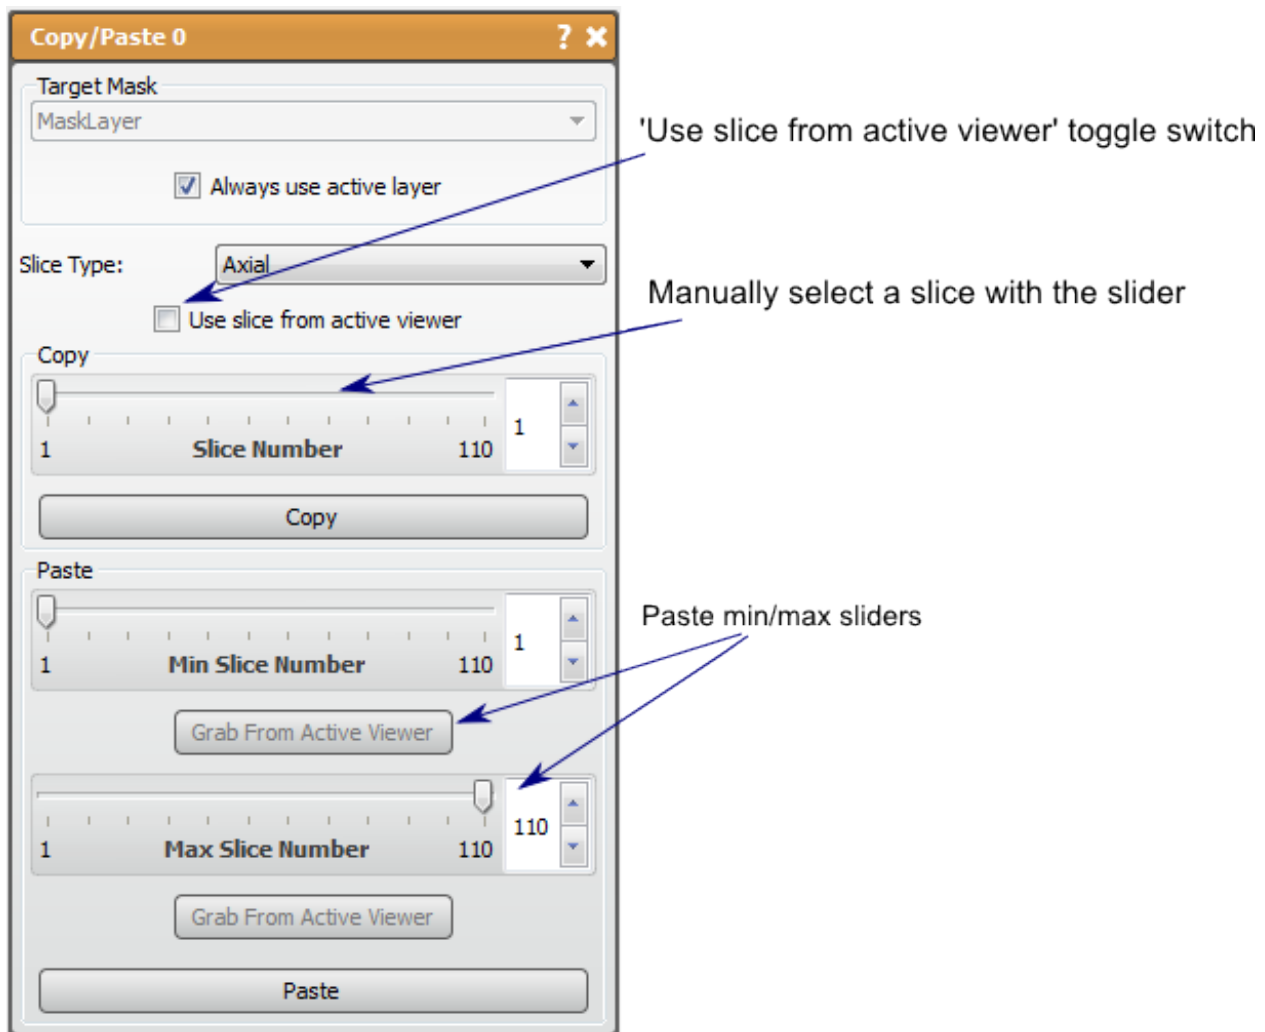 Copy/Paste 0 ?
Target Mask
MaskLayer
'Use slice from active viewer' toggle switch
Always use active layer
Slice Type: Axial
Manually select a slice with the slider
Use slice from active viewer
Copy
1
1 Slice Number 110
Copy
Paste
Paste min/max sliders
1
1 Min Slice Number 110
Grab From Active Viewer
110
1 Max Slice Number 110
Grab From Active Viewer
Paste